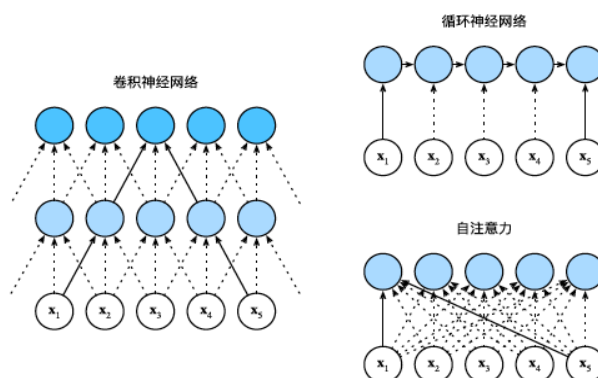 卷积神经网络
x₁ x₂ x₃ x₄ x₅
循环神经网络
x₁ x₂ x₃ x₄ x₅
自注意力
x₁ x₂ x₃ x₄ x₅